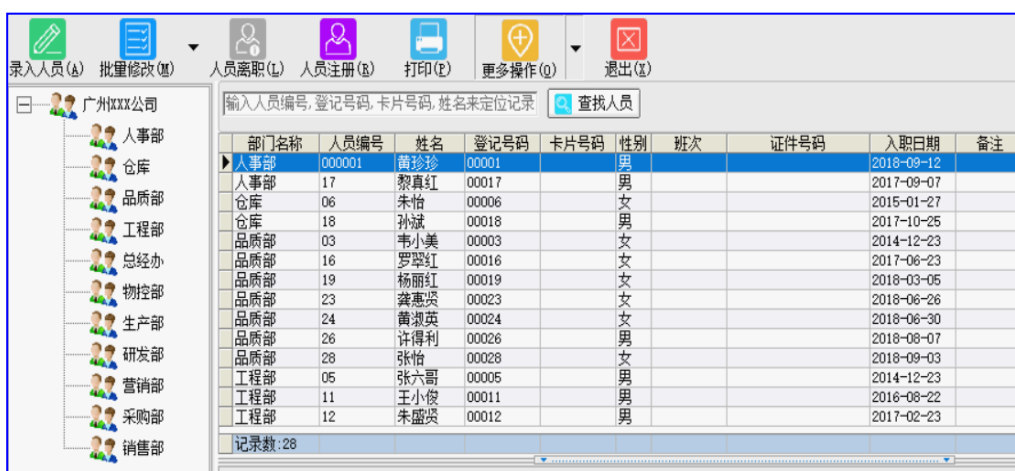 录入人员(A) 批量修改(M) 人员离职(L) 人员注册(R) 打印(P) 更多操作(O) 退出(X)
广州XXX公司
人事部
仓库
品质部
工程部
总经办
物控部
生产部
研发部
营销部
采购部
销售部
输入人员编号,登记号码,卡片号码,姓名来定位记录 查找人员
部门名称 人员编号 姓名 登记号码 卡片号码 性别 班次 证件号码 入职日期 备注
人事部 000001 黄珍珍 00001 男 2018-09-12
人事部 17 黎真红 00017 男 2017-09-07
仓库 06 朱怡 00006 女 2015-01-27
仓库 18 孙斌 00018 男 2017-10-25
品质部 03 韦小美 00003 女 2014-12-23
品质部 16 罗翠红 00016 女 2017-06-23
品质部 19 杨丽红 00019 女 2018-03-05
品质部 23 龚惠贤 00023 女 2018-06-26
品质部 24 黄淑英 00024 女 2018-06-30
品质部 26 许得利 00026 男 2018-08-07
品质部 28 张怡 00028 女 2018-09-03
工程部 05 张六哥 00005 男 2014-12-23
工程部 11 王小俊 00011 男 2016-08-22
工程部 12 朱盛贤 00012 男 2017-02-23
记录数:28